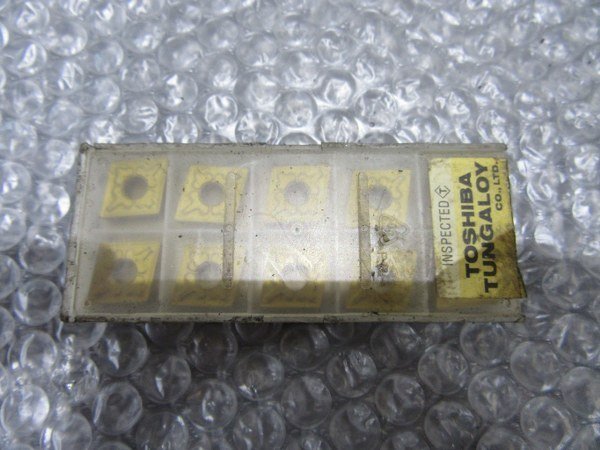 INSPECTED T
TOSHIBA
TUNGALOY
CO., LTD.